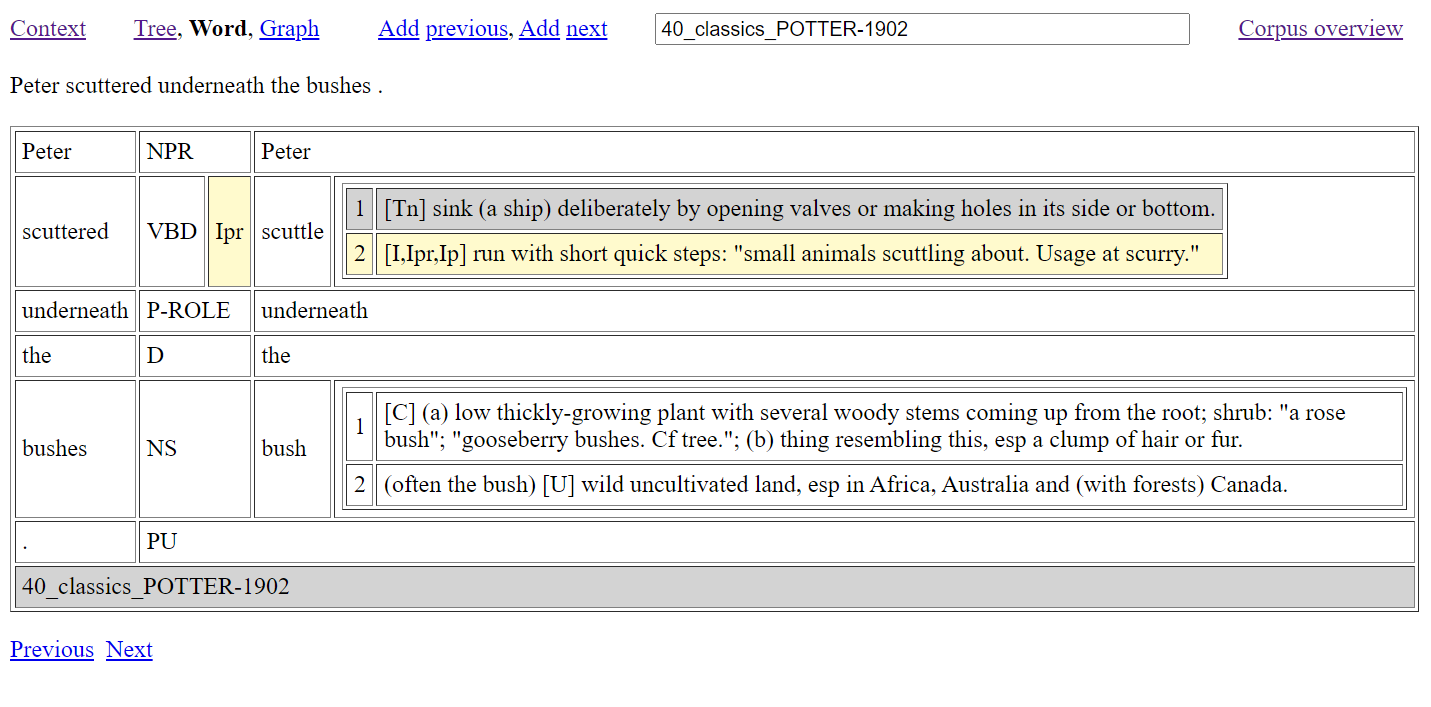 Context Tree, Word, Graph Add previous, Add next 40_classics_POTTER-1902 Corpus overview
Peter scuttered underneath the bushes .
Peter NPR Peter
scuttered VBD Ipr scuttle
1 [Tn] sink (a ship) deliberately by opening valves or making holes in its side or bottom.
2 [I,Ipr,Ip] run with short quick steps: "small animals scuttling about. Usage at scurry."
underneath P-ROLE underneath
the D the
bushes NS bush
1 [C] (a) low thickly-growing plant with several woody stems coming up from the root; shrub: "a rose
bush"; "gooseberry bushes. Cf tree."; (b) thing resembling this, esp a clump of hair or fur.
2 (often the bush) [U] wild uncultivated land, esp in Africa, Australia and (with forests) Canada.
. PU
40_classics_POTTER-1902
Previous Next